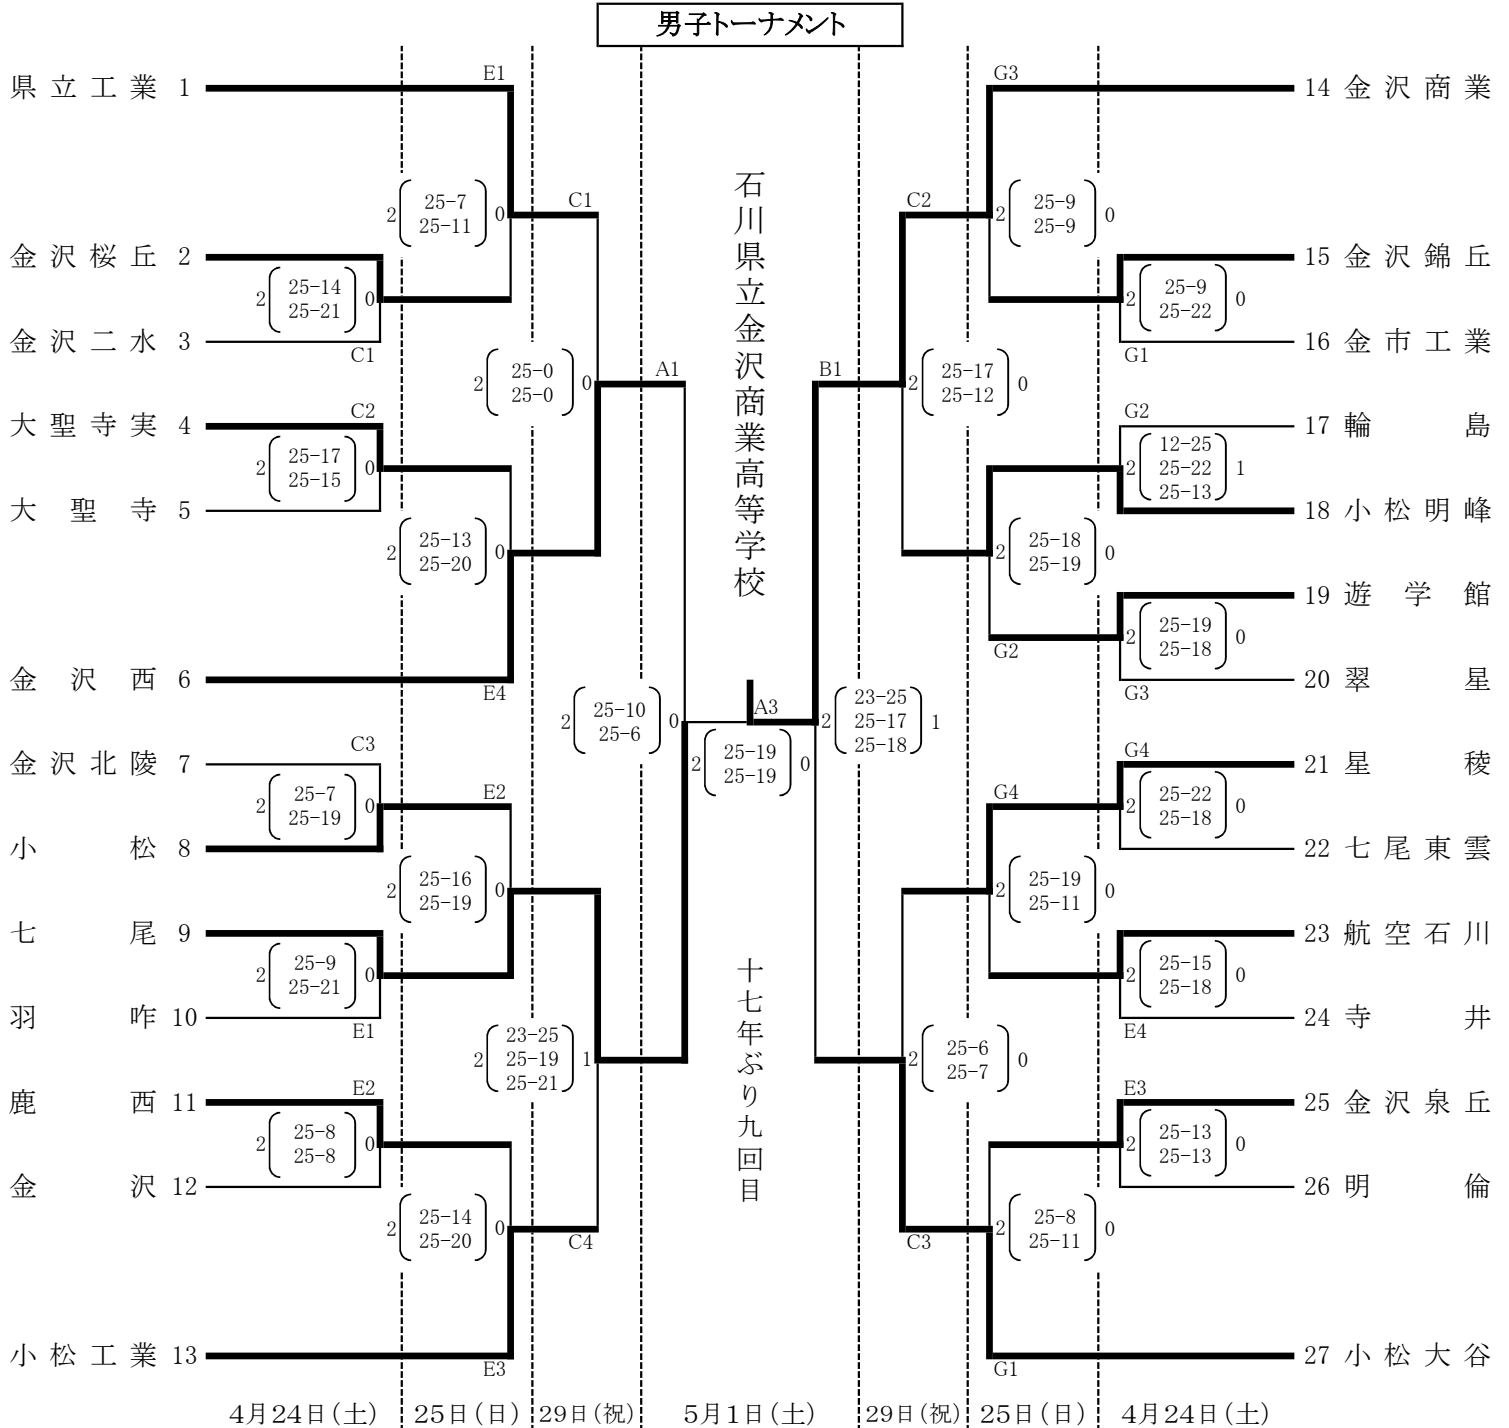 男子トーナメント
県立工業 1
金沢桜丘 2
金沢二水 3
大聖寺実 4
大聖寺 5
金沢西 6
金沢北陵 7
小松 8
七尾 9
羽咋 10
鹿西 11
金沢 12
小松工業 13
C1
2 25-14 0
25-21
C2
2 25-17 0
25-15
C3
2 25-7 0
25-19
2 25-9 0
25-21
E1
E2
2 25-8 0
25-8
E1
2 25-7 0
25-11
2 25-13 0
25-20
E4
E2
2 25-16 0
25-19
2 25-14 0
25-20
E3
C1
2 25-0 0
25-0
2 23-25 1
25-19
25-21
C4
A1
2 25-10 0
25-6
石川県立金沢商業高等学校
A3
2 25-19 0
25-19
十七年ぶり九回目
B1
2 23-25 1
25-17
25-18
C2
2 25-17 0
25-12
2 25-6 0
25-7
C3
G3
2 25-9 0
25-9
2 25-18 0
25-19
G2
G4
2 25-19 0
25-11
2 25-8 0
25-11
G1
2 25-9 0
25-22
G1
G2
2 12-25 1
25-22
25-13
2 25-19 0
25-18
G3
G4
2 25-22 0
25-18
2 25-15 0
25-18
E4
E3
2 25-13 0
25-13
14 金沢商業
15 金沢錦丘
16 金市工業
17 輪島
18 小松明峰
19 遊学館
20 翠星
21 星稜
22 七尾東雲
23 航空石川
24 寺井
25 金沢泉丘
26 明倫
27 小松大谷
4月24日(土) 25日(日) 29日(祝) 5月1日(土) 29日(祝) 25日(日) 4月24日(土)